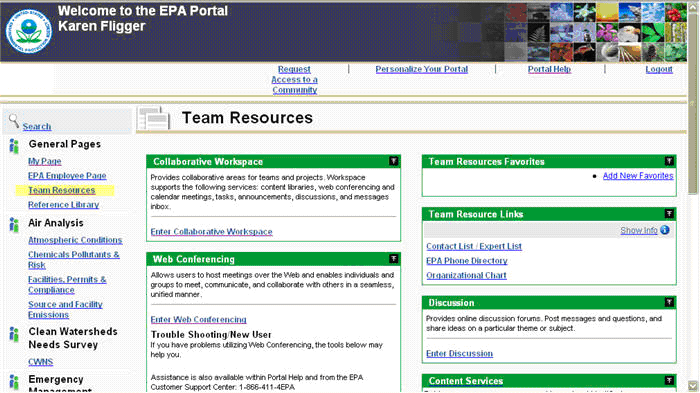 Welcome to the EPA Portal
Karen Fligger
Request
Access to a
Community
Personalize Your Portal
Portal Help
Logout
Search
General Pages
My Page
EPA Employee Page
Team Resources
Reference Library
Air Analysis
Atmospheric Conditions
Chemicals Pollutants &
Risk
Facilities, Permits &
Compliance
Source and Facility
Emissions
Clean Watersheds
Needs Survey
CWNS
Emergency
Management
Team Resources
Collaborative Workspace
Provides collaborative areas for teams and projects. Workspace
supports the following services: content libraries, web conferencing and
calendar meetings, tasks, announcements, discussions, and messages
inbox.
Enter Collaborative Workspace
Web Conferencing
Allows users to host meetings over the Web and enables individuals and
groups to meet, communicate, and collaborate with others in a seamless,
unified manner.
Enter Web Conferencing
Trouble Shooting/New User
If you have problems utilizing Web Conferencing, the tools below may
help you.
Assistance is also available within Portal Help and from the EPA
Customer Support Center: 1-866-411-4EPA
Team Resources Favorites
Add New Favorites
Team Resource Links
Show Info
Contact List / Expert List
EPA Phone Directory
Organizational Chart
Discussion
Provides online discussion forums. Post messages and questions, and
share ideas on a particular theme or subject.
Enter Discussion
Content Services